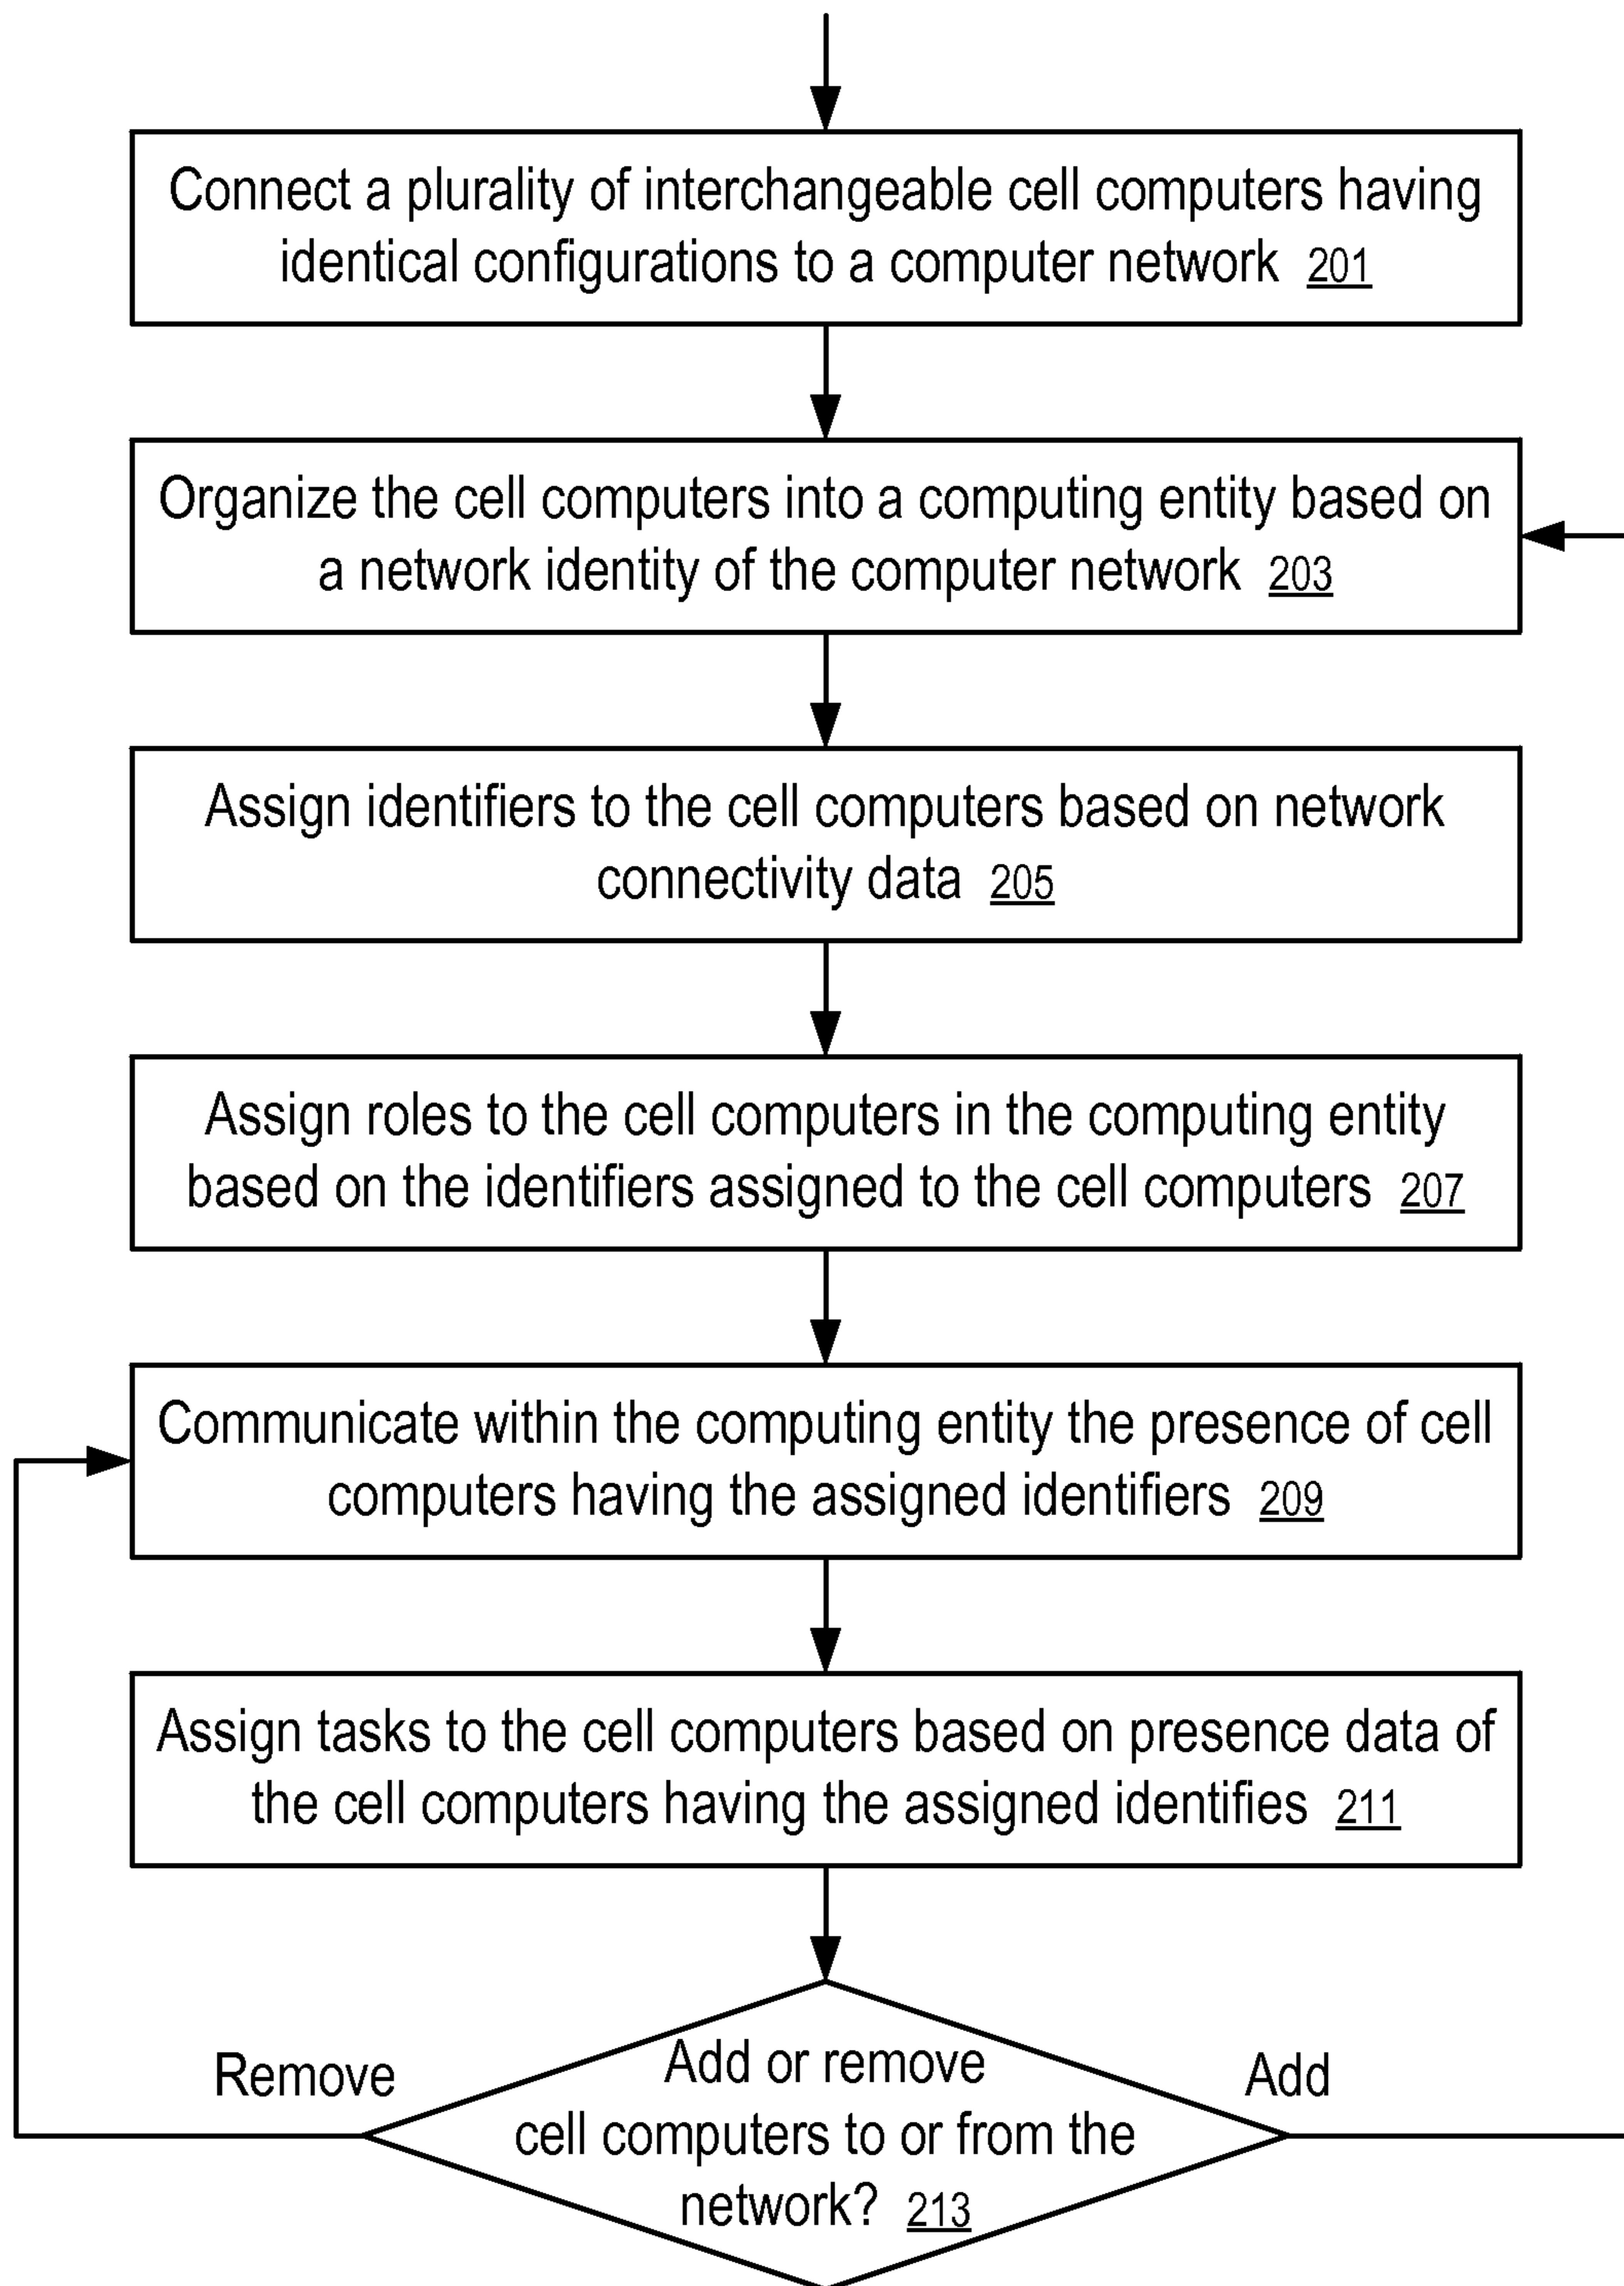 Connect a plurality of interchangeable cell computers having
identical configurations to a computer network 201
Organize the cell computers into a computing entity based on
a network identity of the computer network 203
Assign identifiers to the cell computers based on network
connectivity data 205
Assign roles to the cell computers in the computing entity
based on the identifiers assigned to the cell computers 207
Communicate within the computing entity the presence of cell
computers having the assigned identifiers 209
Assign tasks to the cell computers based on presence data of
the cell computers having the assigned identifies 211
Remove
Add or remove
Add
cell computers to or from the
network? 213